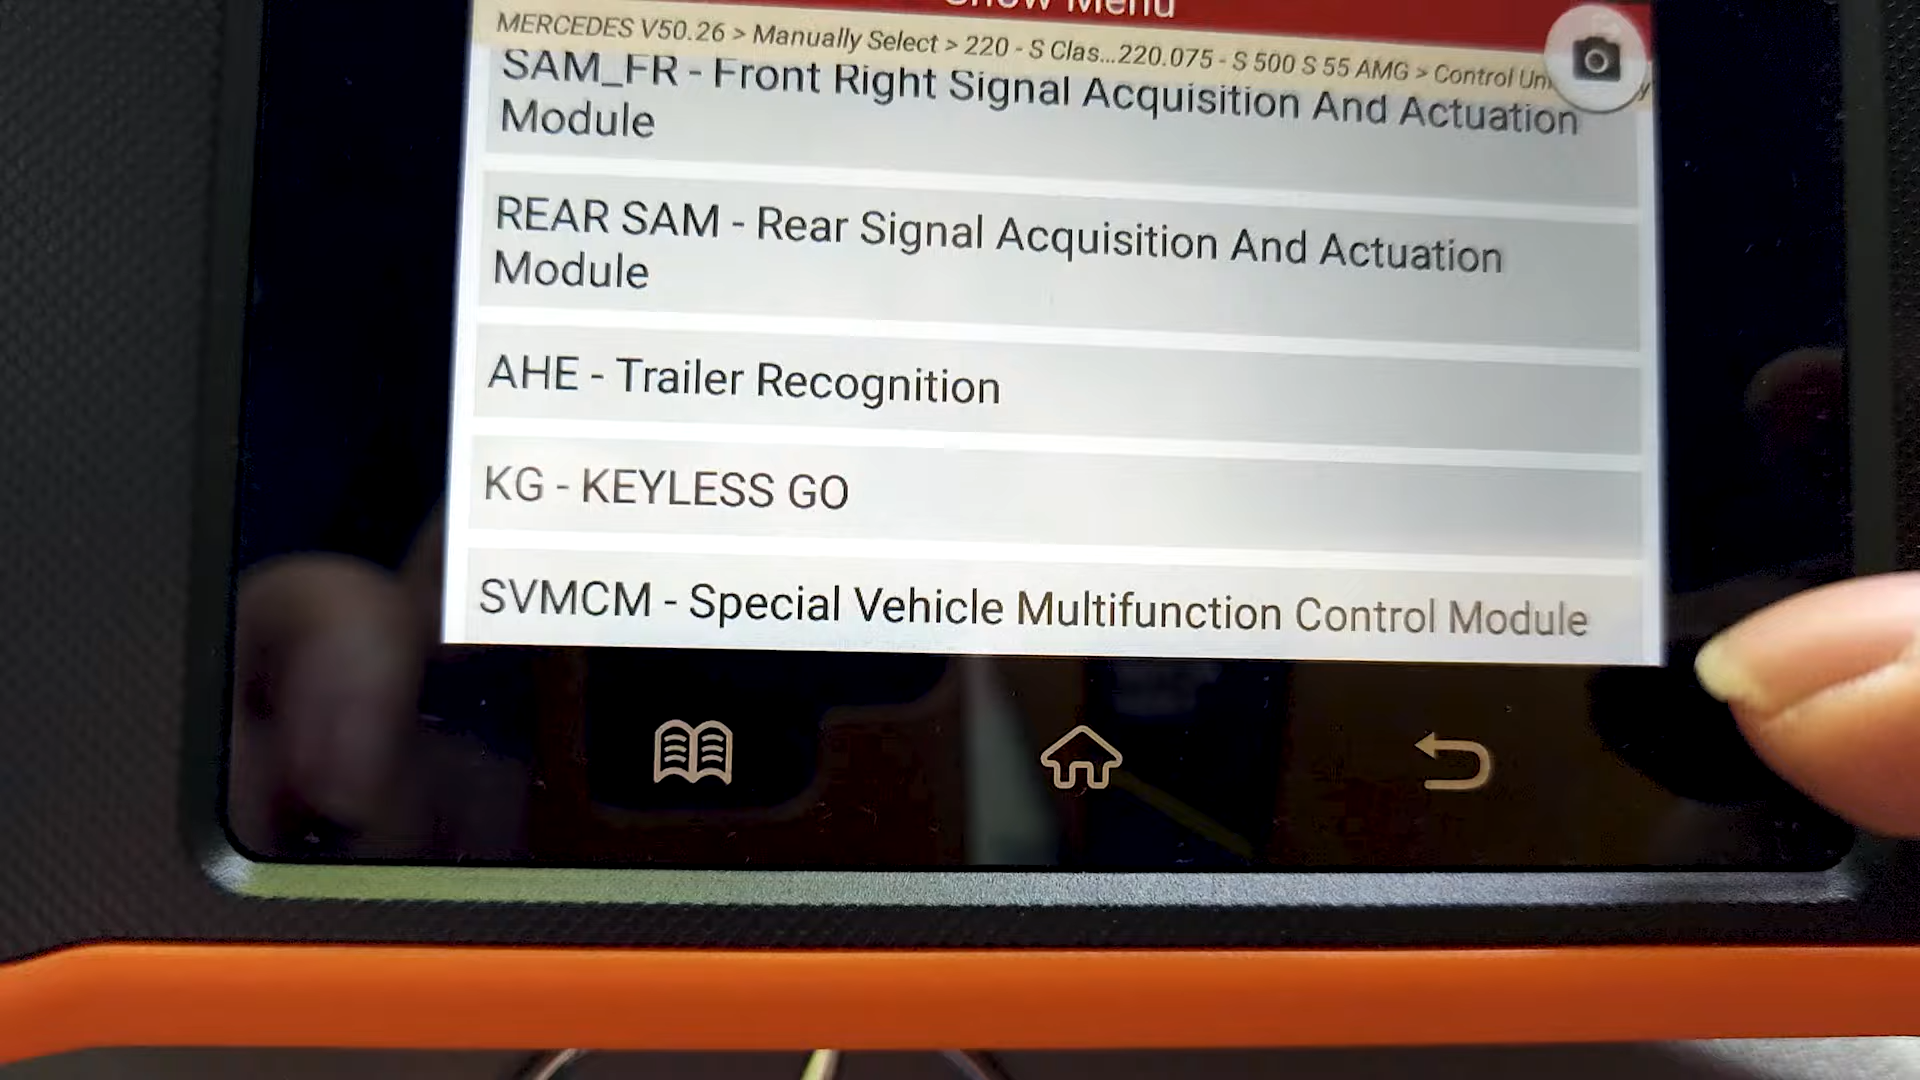 Show Menu
MERCEDES V50.26 > Manually Select > 220 - S Clas...220.075 - S 500 S 55 AMG > Control Un
SAM_FR - Front Right Signal Acquisition And Actuation
Module
REAR SAM - Rear Signal Acquisition And Actuation
Module
AHE - Trailer Recognition
KG - KEYLESS GO
SVMCM - Special Vehicle Multifunction Control Module